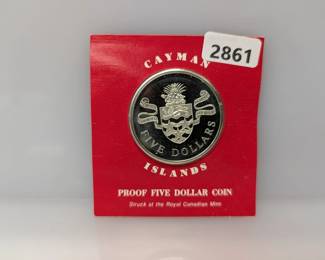 2861
CAYMAN
FIVE DOLLARS
ISLANDS
PROOF FIVE DOLLAR COIN
Struck at the Royal Canadian Mint